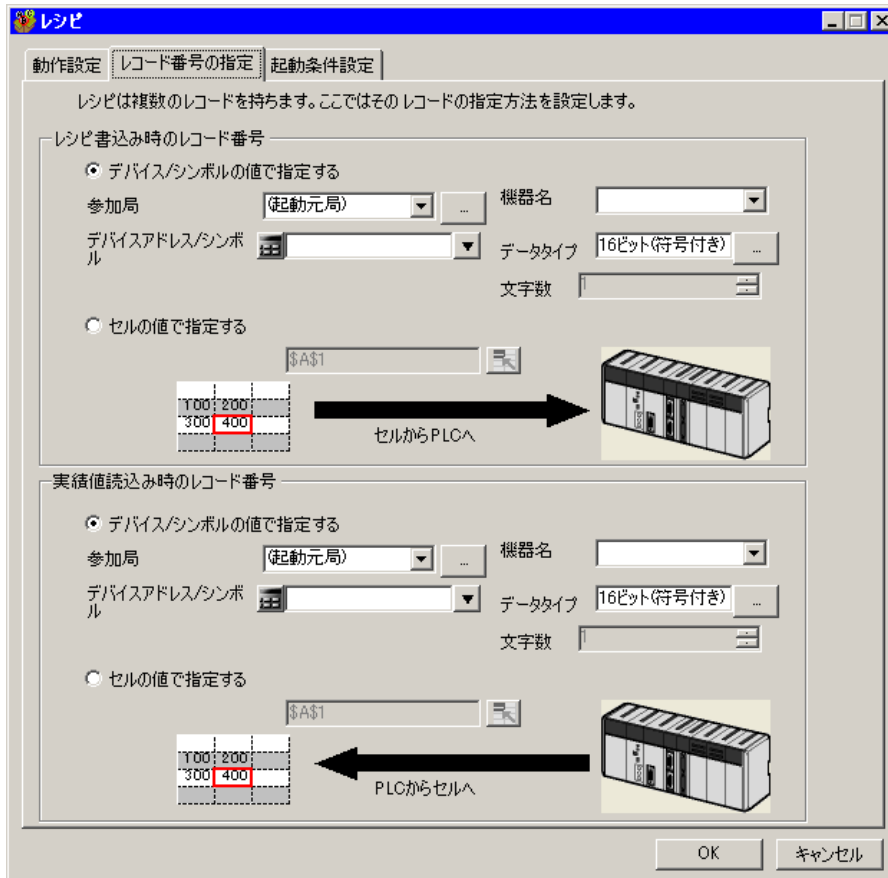 レシピ
動作設定 レコード番号の指定 起動条件設定
レシピは複数のレコードを持ちます。ここではそのレコードの指定方法を設定します。
レシピ書込み時のレコード番号
デバイス/シンボルの値で指定する
参加局 (起動元局) ... 機器名
デバイスアドレス/シンボ
ル
データタイプ 16ビット(符号付き) ...
文字数 1
セルの値で指定する
$A$1
100 200
300 400
セルからPLCへ
実績値読込み時のレコード番号
デバイス/シンボルの値で指定する
参加局 (起動元局) ... 機器名
デバイスアドレス/シンボ
ル
データタイプ 16ビット(符号付き) ...
文字数 1
セルの値で指定する
$A$1
100 200
300 400
PLCからセルへ
OK キャンセル